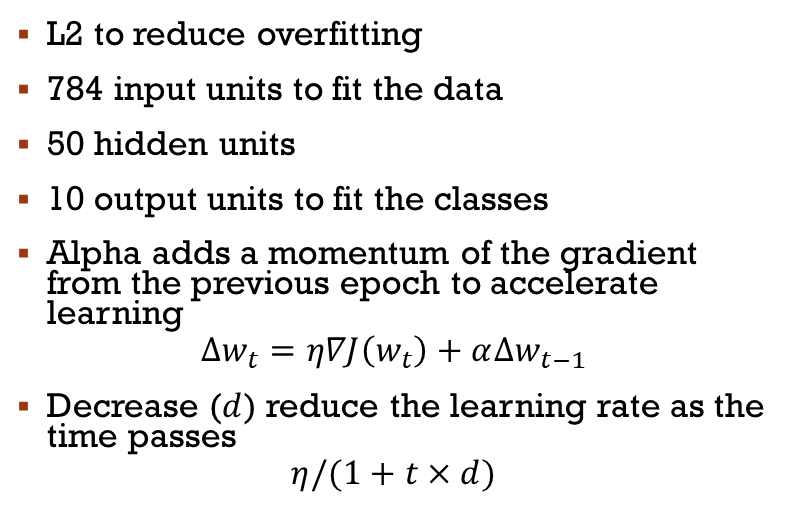 ▪ L2 to reduce overfitting
▪ 784 input units to fit the data
▪ 50 hidden units
▪ 10 output units to fit the classes
▪ Alpha adds a momentum of the gradient
from the previous epoch to accelerate
learning
Δw_t = η∇J(w_t) + αΔw_{t−1}
▪ Decrease (d) reduce the learning rate as the
time passes
η/(1 + t × d)